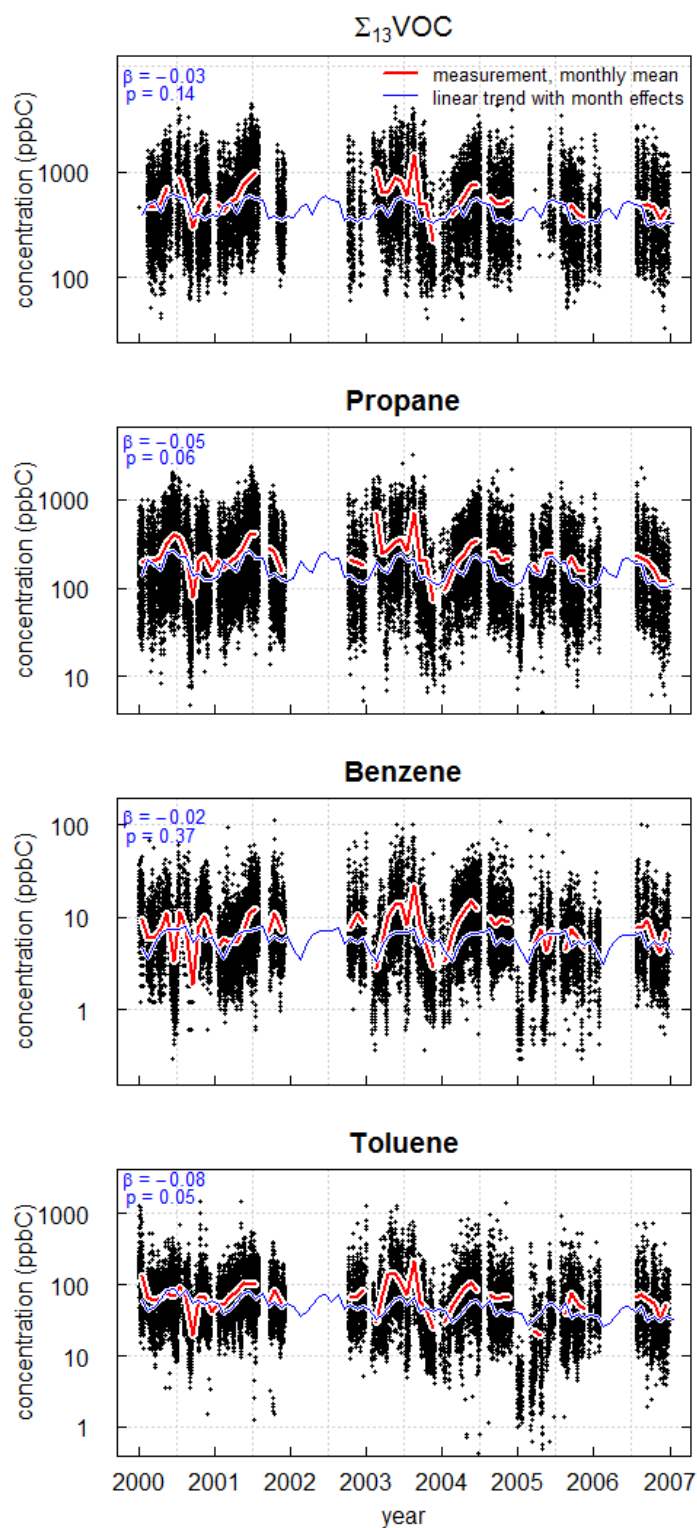 Σ₁₃VOC
β = −0.03
p = 0.14
measurement, monthly mean
linear trend with month effects
concentration (ppbC)
1000
100
Propane
β = −0.05
p = 0.06
concentration (ppbC)
1000
100
10
Benzene
β = −0.02
p = 0.37
concentration (ppbC)
100
10
1
Toluene
β = −0.08
p = 0.05
concentration (ppbC)
1000
100
10
1
2000 2001 2002 2003 2004 2005 2006 2007
year